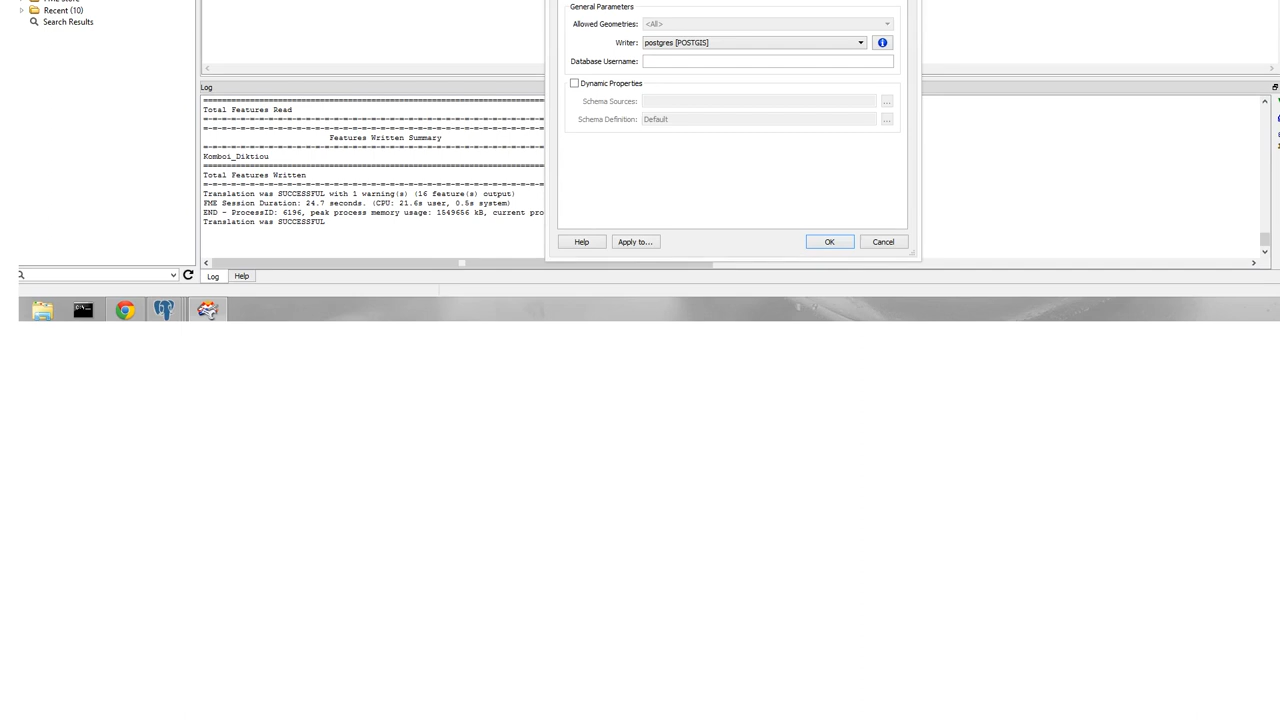 Recent (10)
Search Results
General Parameters
Allowed Geometries: <All>
Writer: postgres [POSTGIS]
Database Username:
Dynamic Properties
Schema Sources:
Schema Definition: Default
Help Apply to... OK Cancel
Log
Total Features Read
Features Written Summary
Komboi_Diktiou
Total Features Written
Translation was SUCCESSFUL with 1 warning(s) (16 feature(s) output)
FME Session Duration: 24.7 seconds. (CPU: 21.6s user, 0.5s system)
END - ProcessID: 6196, peak process memory usage: 1549656 kB, current pro
Translation was SUCCESSFUL
Log Help